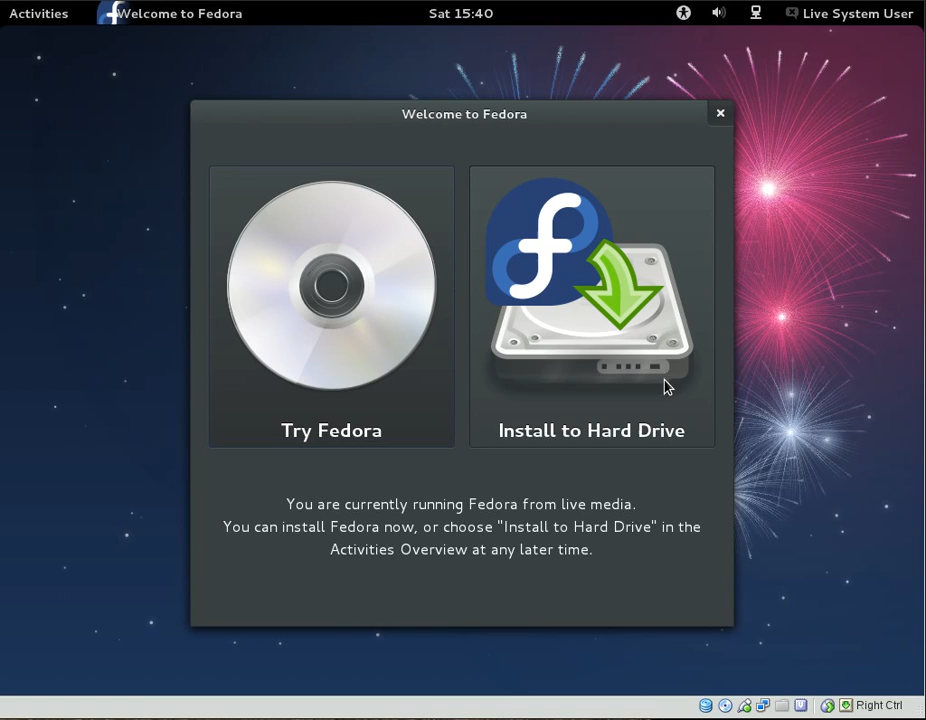 Activities
Welcome to Fedora
Sat 15:40
Live System User
Welcome to Fedora
Try Fedora
Install to Hard Drive
You are currently running Fedora from live media.
You can install Fedora now, or choose "Install to Hard Drive" in the
Activities Overview at any later time.
Right Ctrl